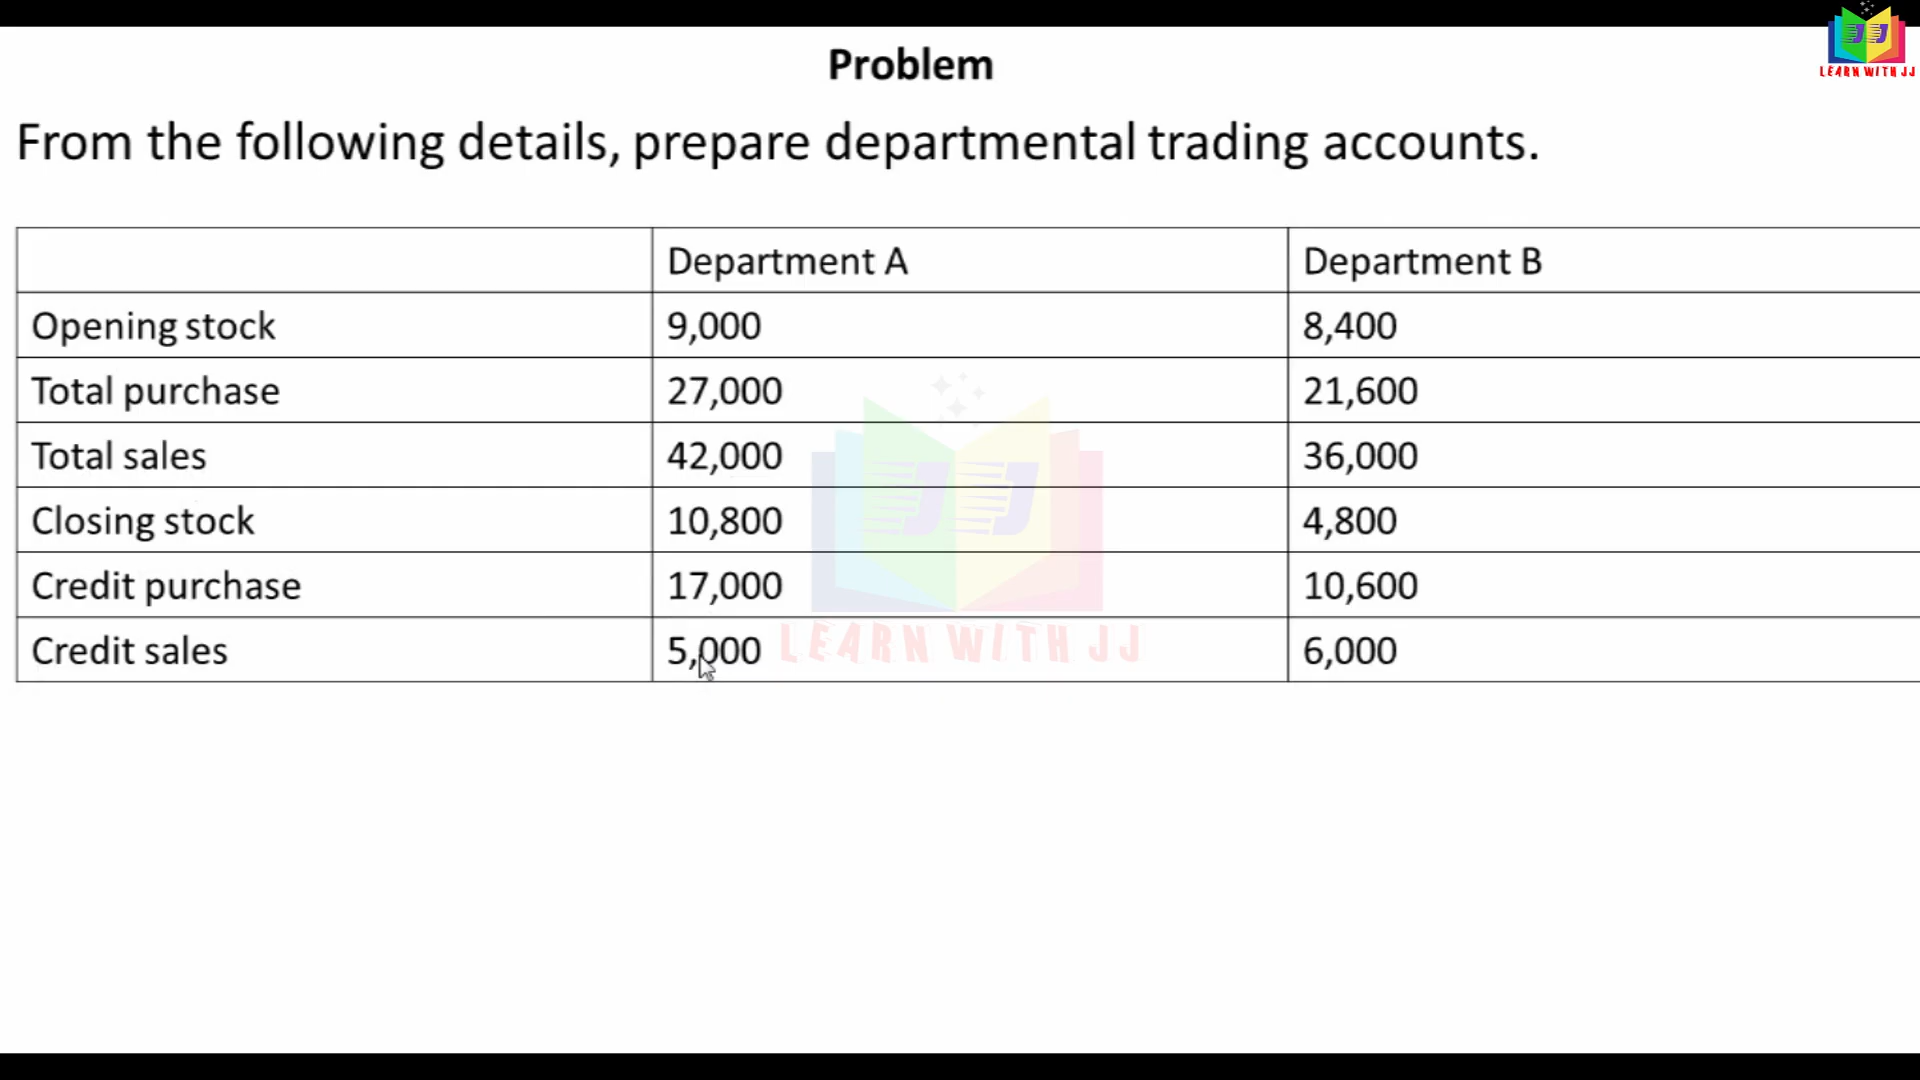 LEARN WITH JJ
Problem
From the following details, prepare departmental trading accounts.
Department A Department B
Opening stock 9,000 8,400
Total purchase 27,000 21,600
Total sales 42,000 36,000
Closing stock 10,800 4,800
Credit purchase 17,000 10,600
Credit sales 5,000 6,000
JJ
LEARN WITH JJ